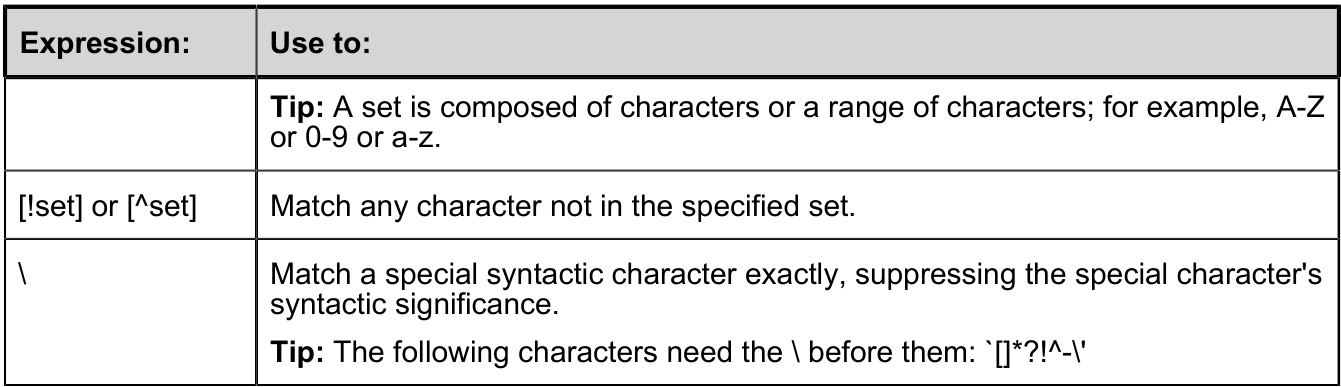 Expression: Use to:
Tip: A set is composed of characters or a range of characters; for example, A-Z
or 0-9 or a-z.
[!set] or [^set] Match any character not in the specified set.
\ Match a special syntactic character exactly, suppressing the special character's
syntactic significance.
Tip: The following characters need the \ before them: `[]*?!^-\'